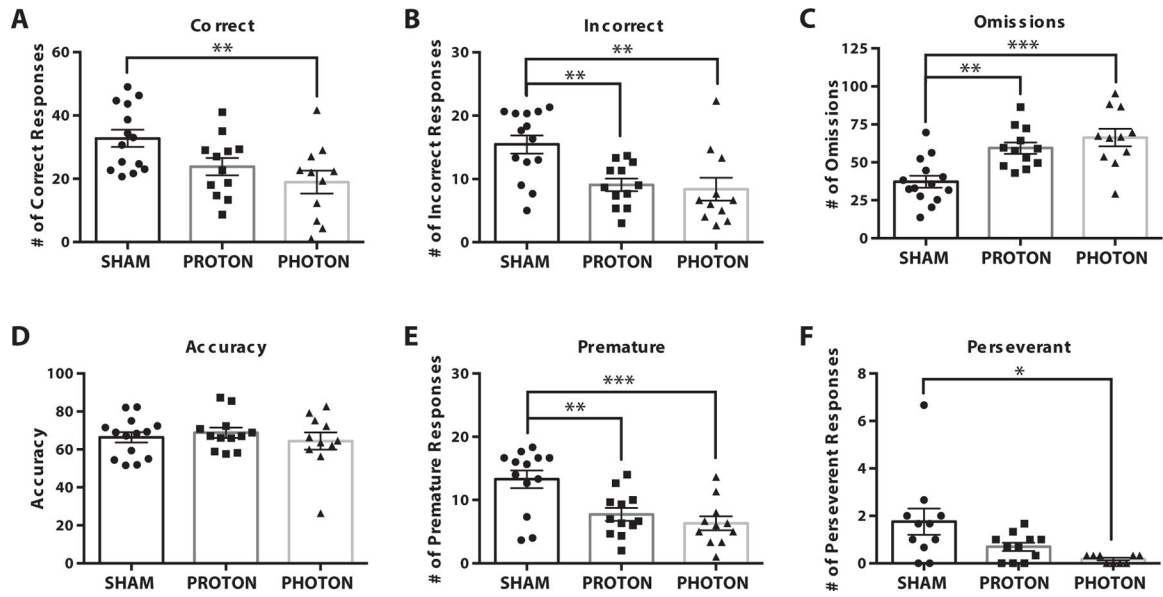 A
Correct
# of Correct Responses
60
40
20
0
**
SHAM PROTON PHOTON
B
Incorrect
# of Incorrect Responses
30
20
10
0
**
**
SHAM PROTON PHOTON
C
Omissions
# of Omissions
125
100
75
50
25
0
***
**
SHAM PROTON PHOTON
D
Accuracy
Accuracy
100
80
60
40
20
0
SHAM PROTON PHOTON
E
Premature
# of Premature Responses
30
20
10
0
***
**
SHAM PROTON PHOTON
F
Perseverant
# of Perseverent Responses
8
6
4
2
0
*
SHAM PROTON PHOTON